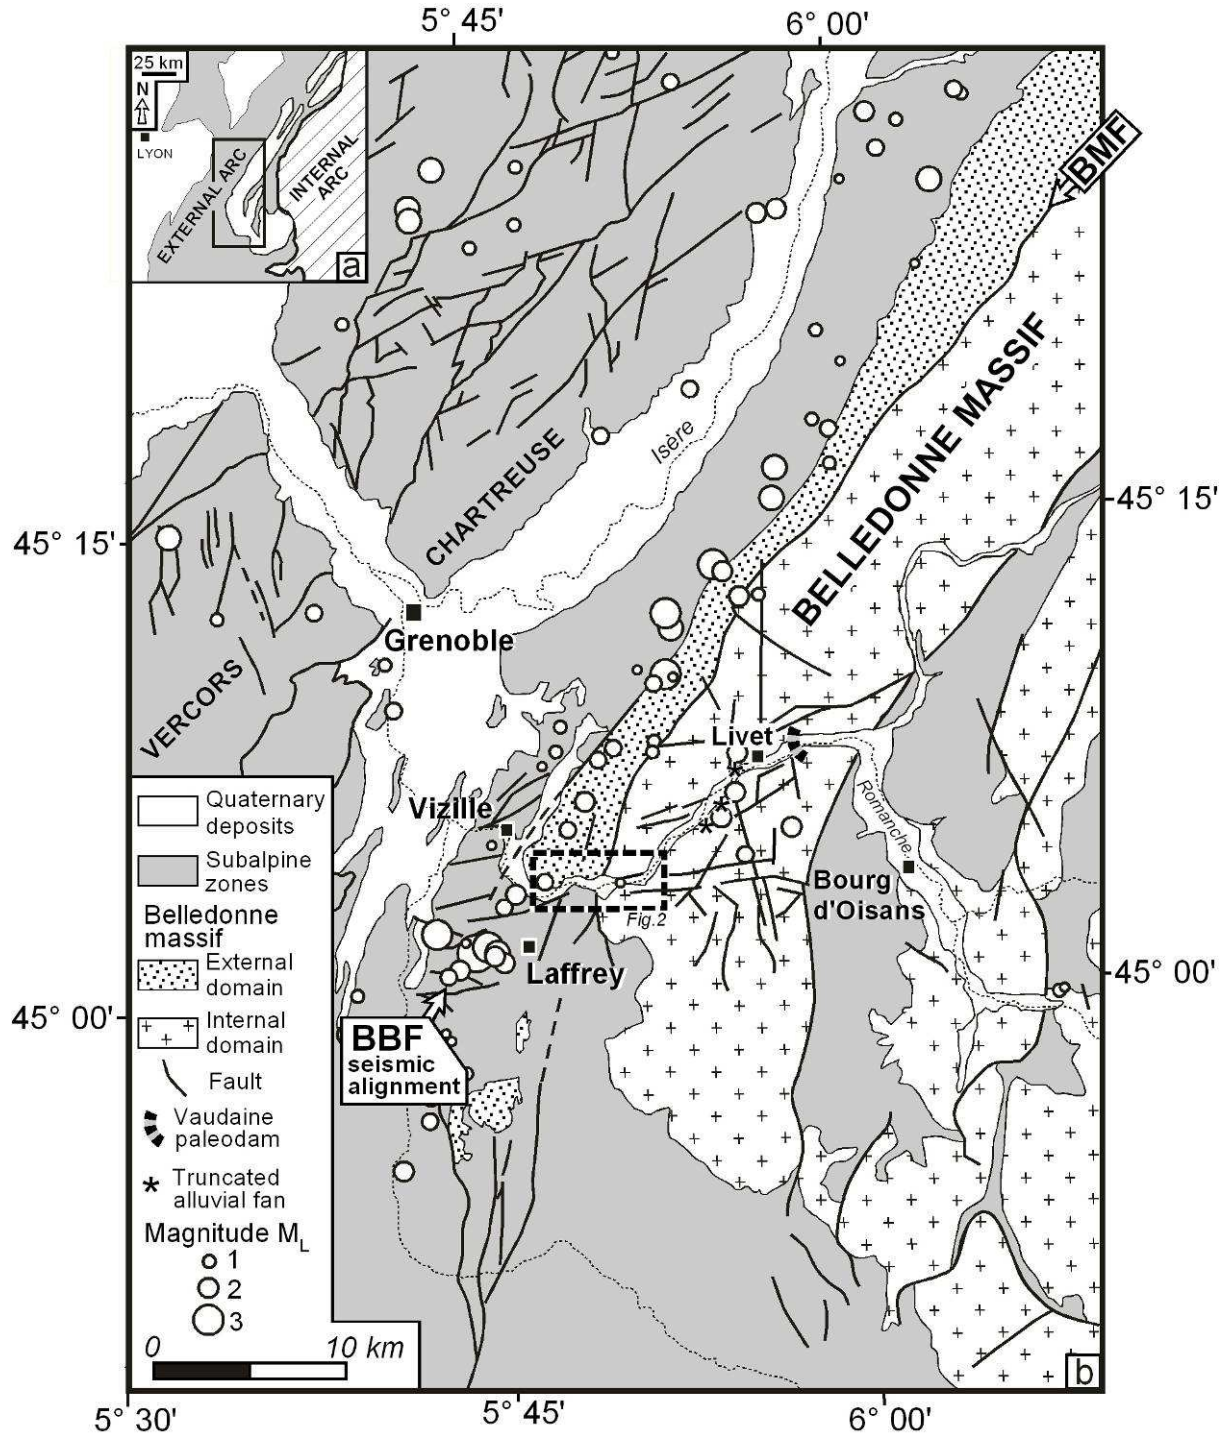 5° 45'
6° 00'
25 km
N
LYON
EXTERNAL ARC
INTERNAL
ARC
a
BMF
BELLEDONNE MASSIF
Isère
CHARTREUSE
45° 15'
45° 15'
Grenoble
VERCORS
Livet
Vizille
Romanche
Bourg
d'Oisans
Fig.2
Laffrey
45° 00'
45° 00'
BBF
seismic
alignment
Quaternary
deposits
Subalpine
zones
Belledonne
massif
External
domain
Internal
domain
Fault
Vaudaine
paleodam
Truncated
alluvial fan
Magnitude ML
1
2
3
0 10 km
b
5° 30'
5° 45'
6° 00'